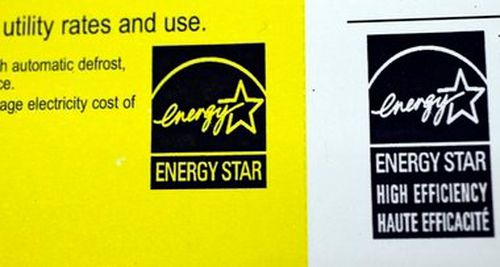 utility rates and use.
h automatic defrost,
ce.
age electricity cost of
energy
ENERGY STAR
energy
ENERGY STAR
HIGH EFFICIENCY
HAUTE EFFICACITÉ